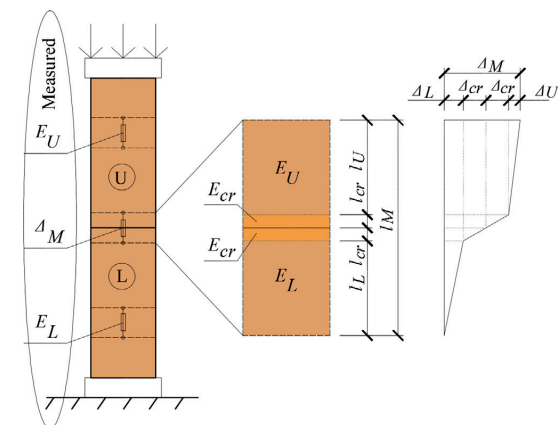 Measured
E_U
Δ_M
E_L
U
L
E_U
E_cr
E_cr
E_L
l_L l_cr l_cr l_U
l_M
Δ_M
Δ_L Δ_cr Δ_cr Δ_U